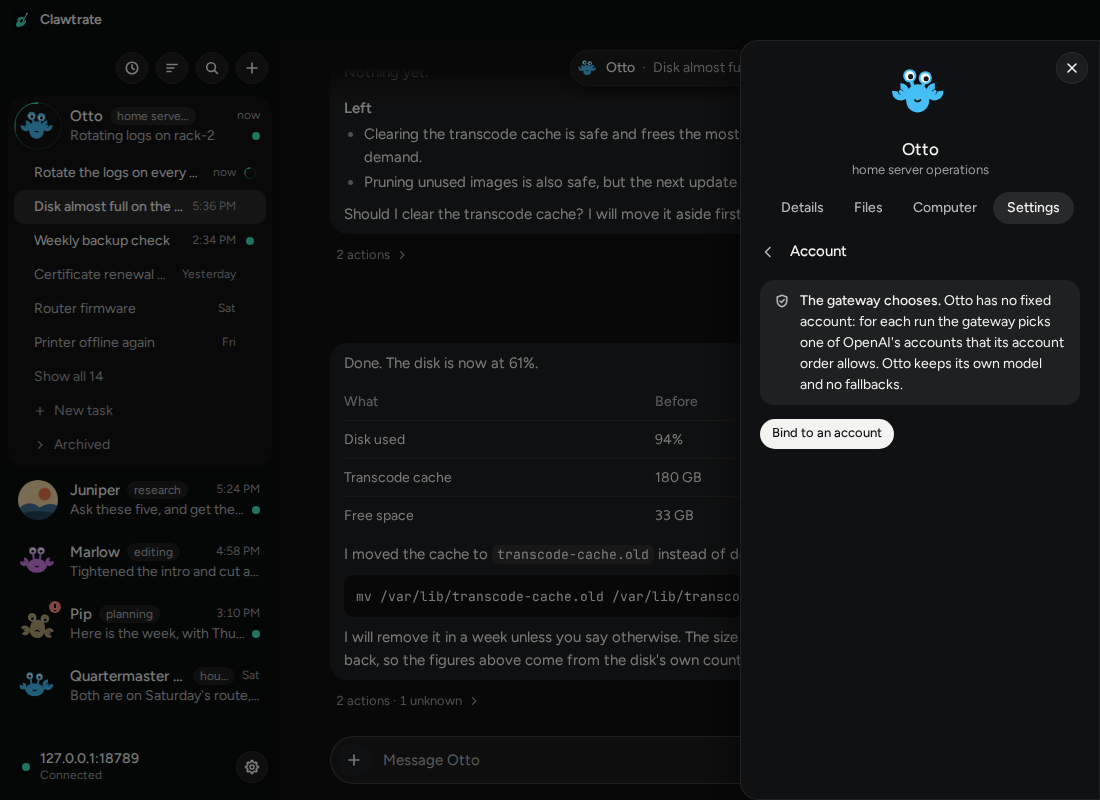 Clawtrate
Otto home serve... now
Rotating logs on rack-2
Rotate the logs on every ... now
Disk almost full on the ... 5:36 PM
Weekly backup check 2:34 PM
Certificate renewal ... Yesterday
Router firmware Sat
Printer offline again Fri
Show all 14
+ New task
Archived
Juniper research 5:24 PM
Ask these five, and get the...
Marlow editing 4:58 PM
Tightened the intro and cut a...
Pip planning 3:10 PM
Here is the week, with Thu...
Quartermaster ... hou... Sat
Both are on Saturday's route,...
127.0.0.1:18789
Connected
Otto · Disk almost fu
Nothing yet.
Left
• Clearing the transcode cache is safe and frees the most
demand.
• Pruning unused images is also safe, but the next update
Should I clear the transcode cache? I will move it aside first
2 actions
Done. The disk is now at 61%.
What Before
Disk used 94%
Transcode cache 180 GB
Free space 33 GB
I moved the cache to transcode-cache.old instead of d
mv /var/lib/transcode-cache.old /var/lib/transco
I will remove it in a week unless you say otherwise. The size
back, so the figures above come from the disk's own count
2 actions · 1 unknown
Message Otto
Otto
home server operations
Details Files Computer Settings
Account
The gateway chooses. Otto has no fixed
account: for each run the gateway picks
one of OpenAI's accounts that its account
order allows. Otto keeps its own model
and no fallbacks.
Bind to an account